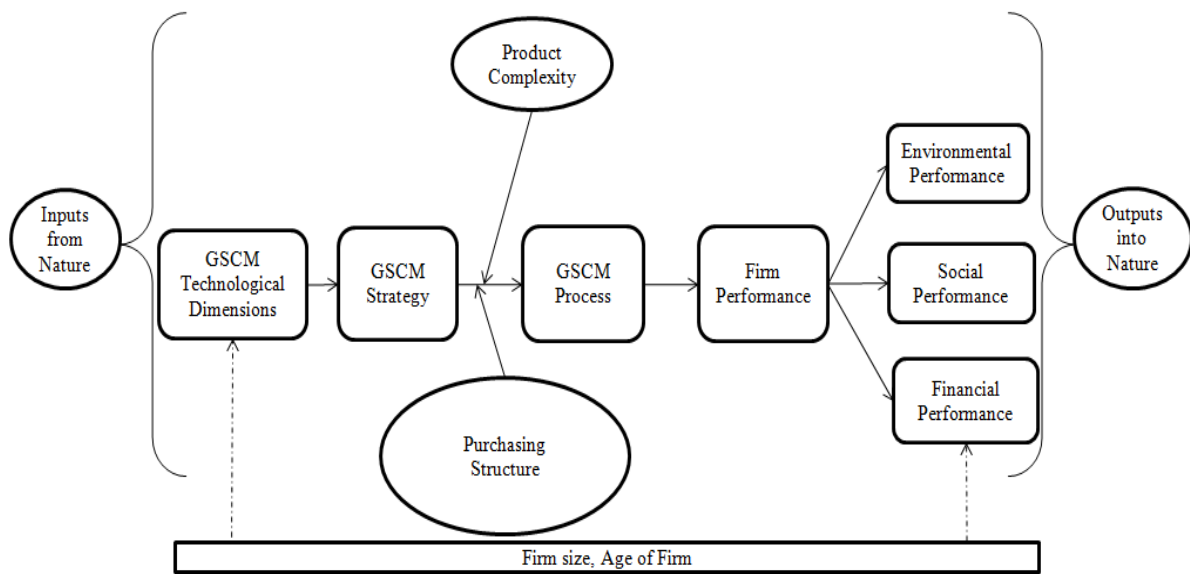 Product
Complexity
Environmental
Performance
Inputs
from
Nature
Outputs
into
Nature
GSCM
Technological
Dimensions
GSCM
Strategy
GSCM
Process
Firm
Performance
Social
Performance
Financial
Performance
Purchasing
Structure
Firm size, Age of Firm